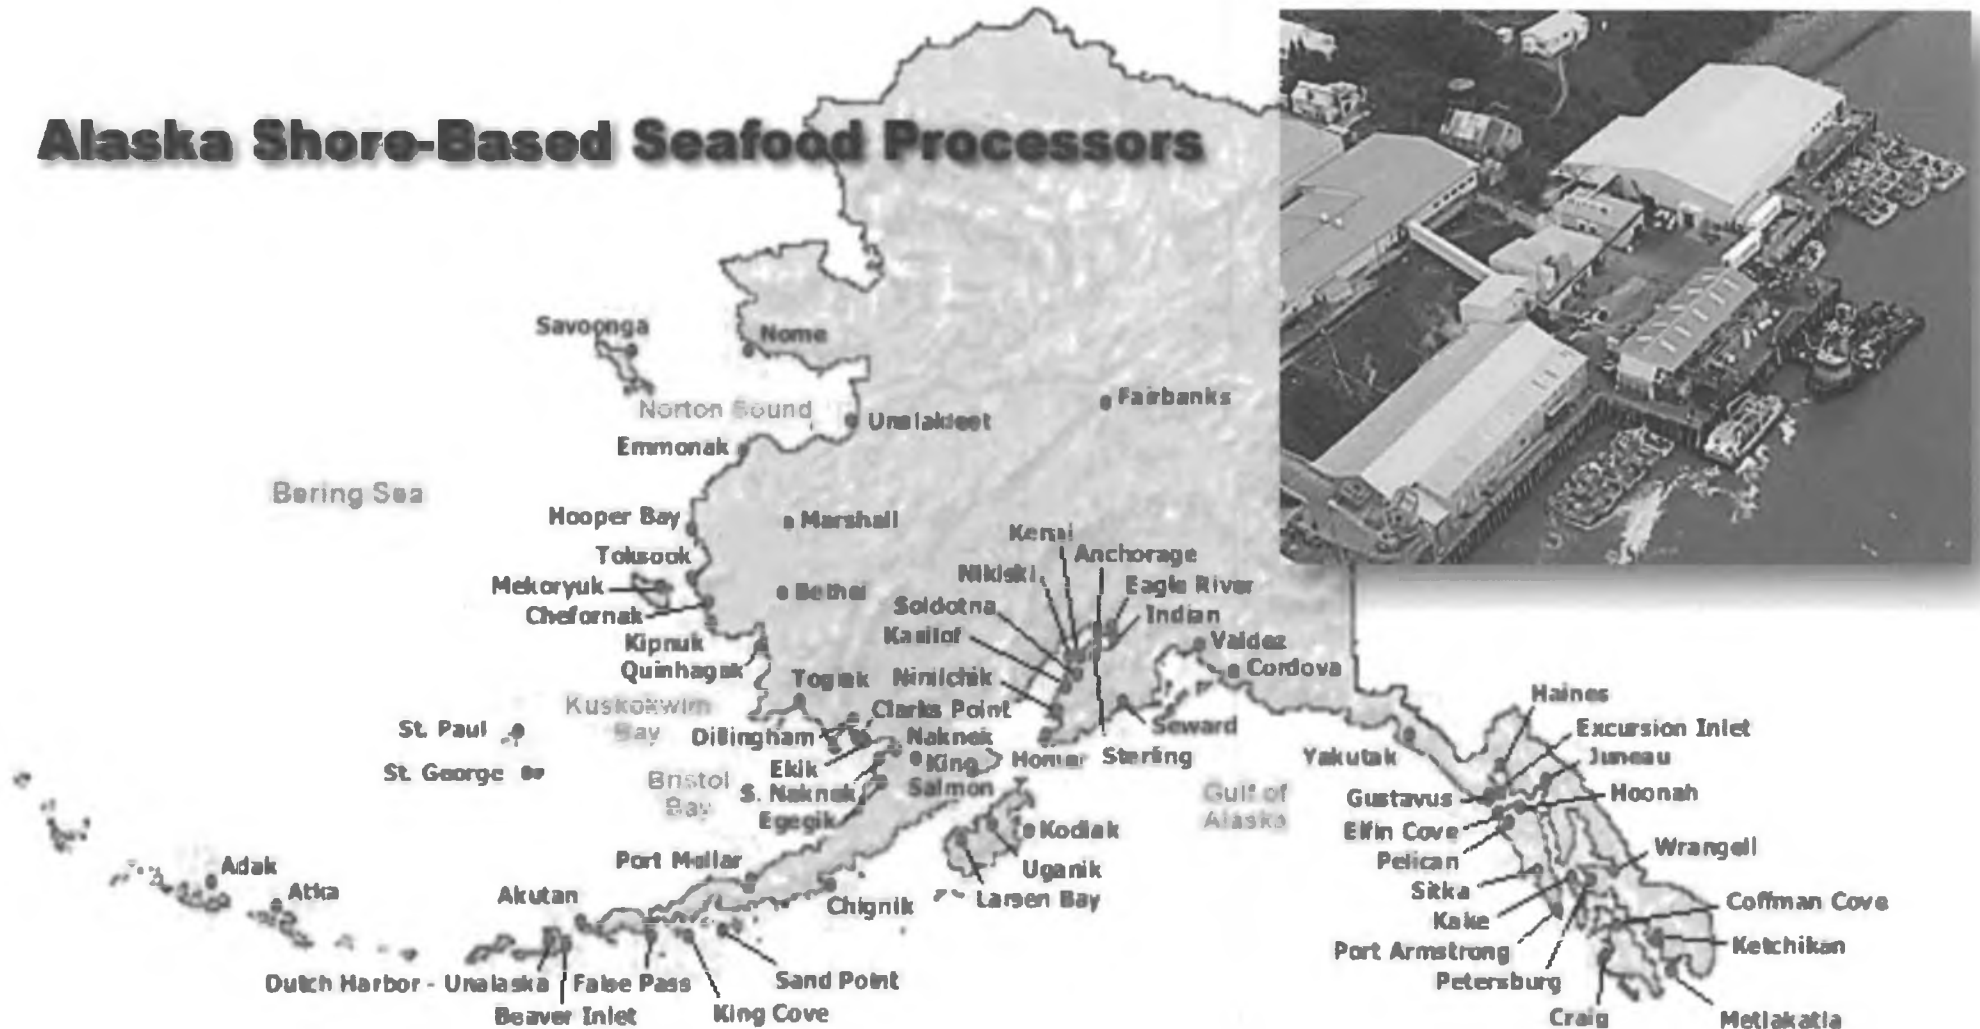 Alaska Shore-Based Seafood Processors
Savoonga
Nome
Norton Sound
Fairbanks
Unalakleet
Emmonak
Bering Sea
Hooper Bay
Marshall
Kenai
Anchorage
Toksook
Nikiski
Eagle River
Mekoryuk
Bethel
Soldotna
Indian
Chefornak
Kasilof
Kipnuk
Valdez
Quinhagak
Cordova
Togiak
Ninilchik
Haines
Kuskokwim
Bay
Clarks Point
Excursion Inlet
St. Paul
Dillingham
Naknek
Seward
Yakutak
Juneau
St. George
Ekik
King
Salmon
Homer
Sterling
Bristol
Bay
S. Naknek
Gulf of
Alaska
Gustavus
Hoonah
Egegik
Kodiak
Elfin Cove
Port Mollar
Pelican
Wrangell
Adak
Uganik
Atka
Akutan
Chignik
Larsen Bay
Sitka
Coffman Cove
Kake
Port Armstrong
Ketchikan
Dutch Harbor - Unalaska
False Pass
Sand Point
Petersburg
Beaver Inlet
King Cove
Craig
Metlakatla